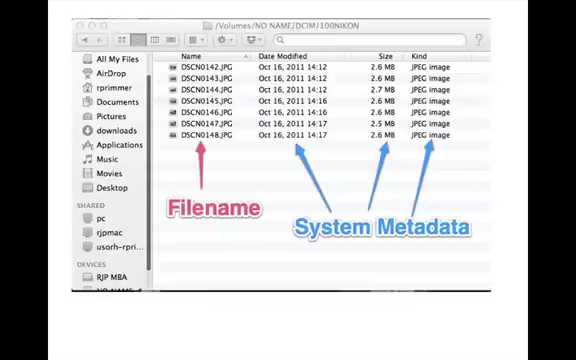 /Volumes/NO NAME/DCIM/100NIKON
Name Date Modified Size Kind
All My Files
AirDrop
rprimmer
Documents
Pictures
downloads
Applications
Music
Movies
Desktop
SHARED
pc
rjpmac
usorh-rpri...
DEVICES
RJP MBA
DSCN0142.JPG Oct 16, 2011 14:12 2.6 MB JPEG image
DSCN0143.JPG Oct 16, 2011 14:12 2.6 MB JPEG image
DSCN0144.JPG Oct 16, 2011 14:12 2.7 MB JPEG image
DSCN0145.JPG Oct 16, 2011 14:16 2.6 MB JPEG image
DSCN0146.JPG Oct 16, 2011 14:16 2.6 MB JPEG image
DSCN0147.JPG Oct 16, 2011 14:17 2.5 MB JPEG image
DSCN0148.JPG Oct 16, 2011 14:17 2.6 MB JPEG image
Filename
System Metadata